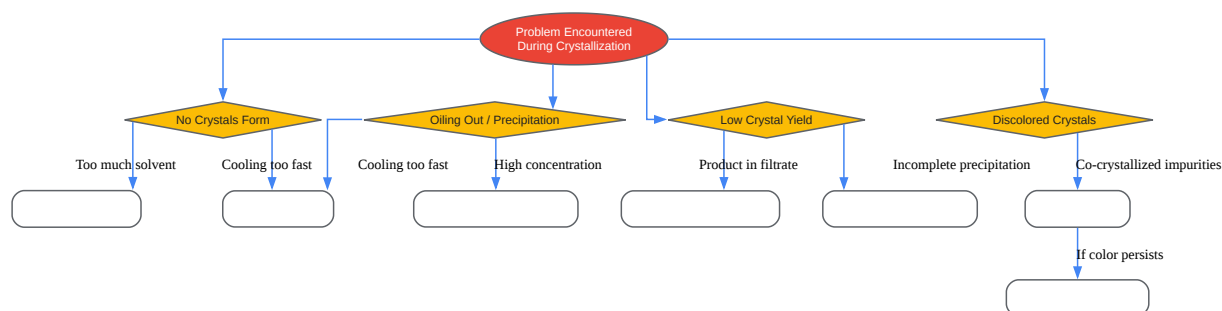 Problem Encountered
During Crystallization
No Crystals Form
Oiling Out / Precipitation
Low Crystal Yield
Discolored Crystals
Too much solvent
Cooling too fast
Cooling too fast
High concentration
Product in filtrate
Incomplete precipitation
Co-crystallized impurities
If color persists